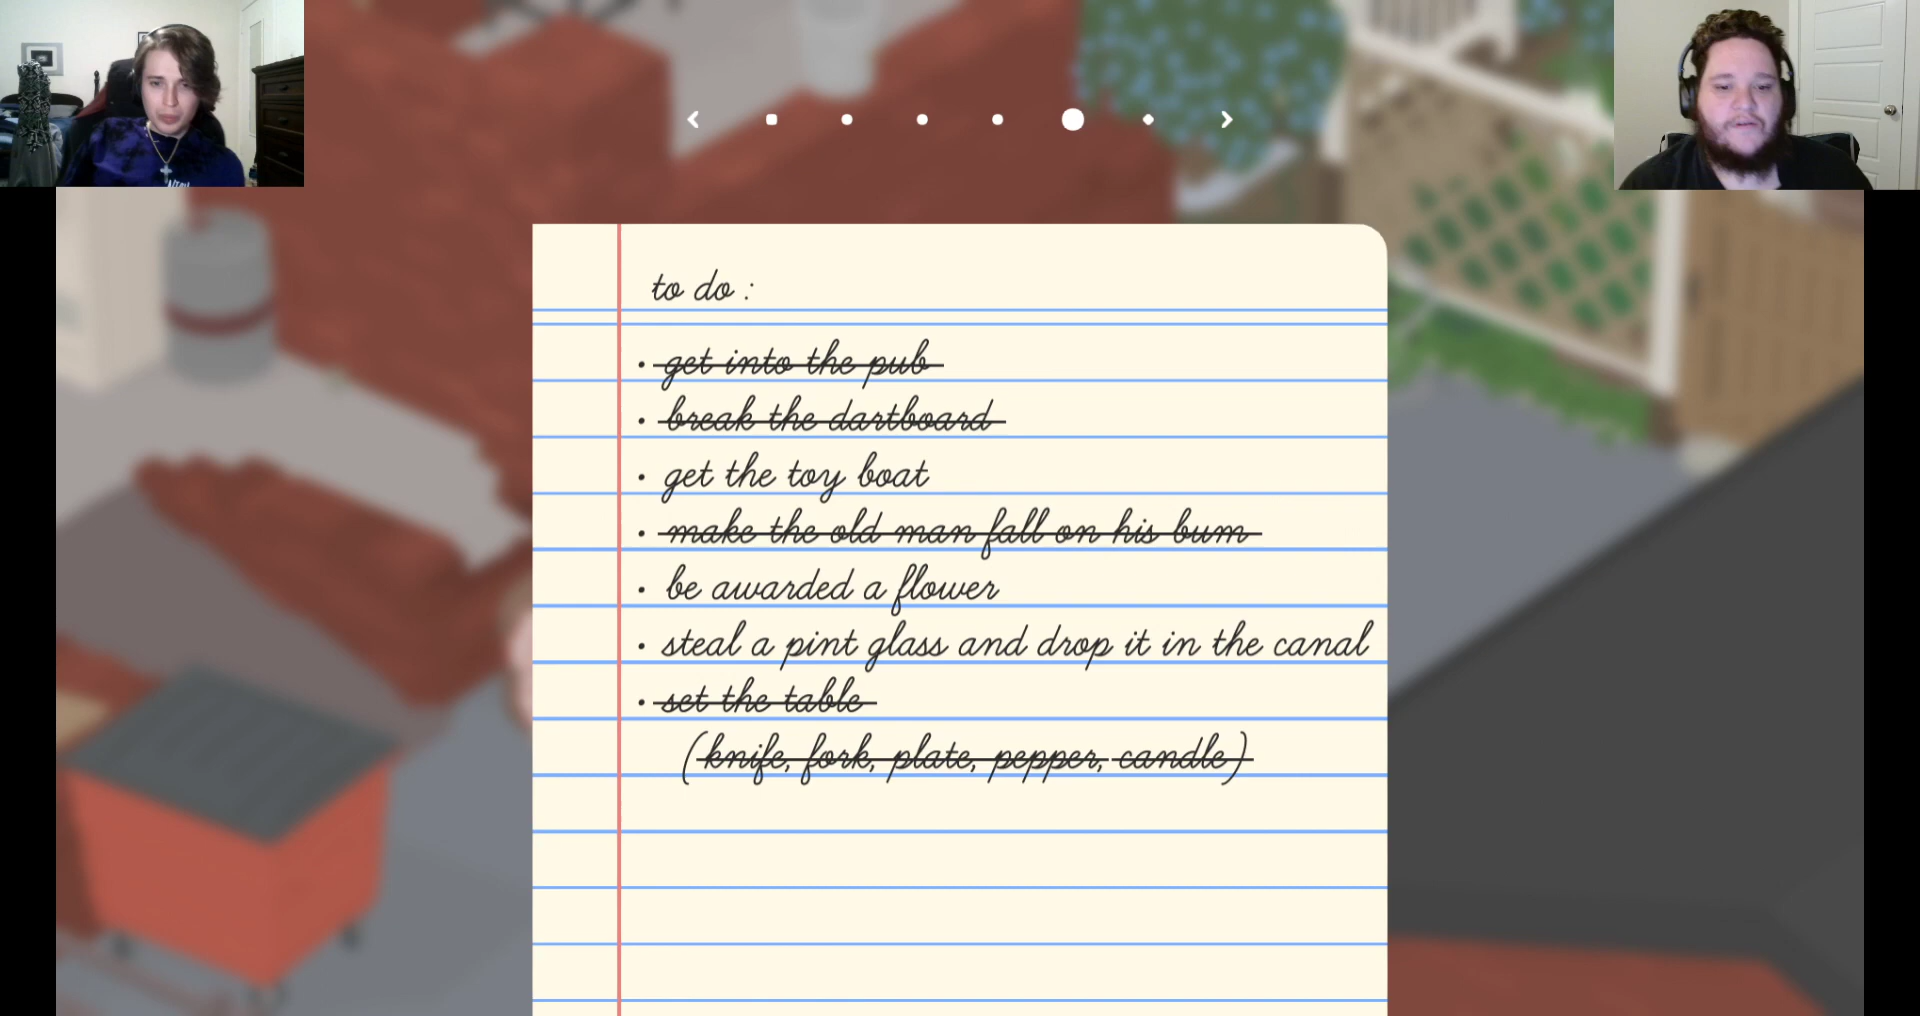 to do :
• get into the pub
• break the dartboard
• get the toy boat
• make the old man fall on his bum
• be awarded a flower
• steal a pint glass and drop it in the canal
• set the table
(knife, fork, plate, pepper, candle)